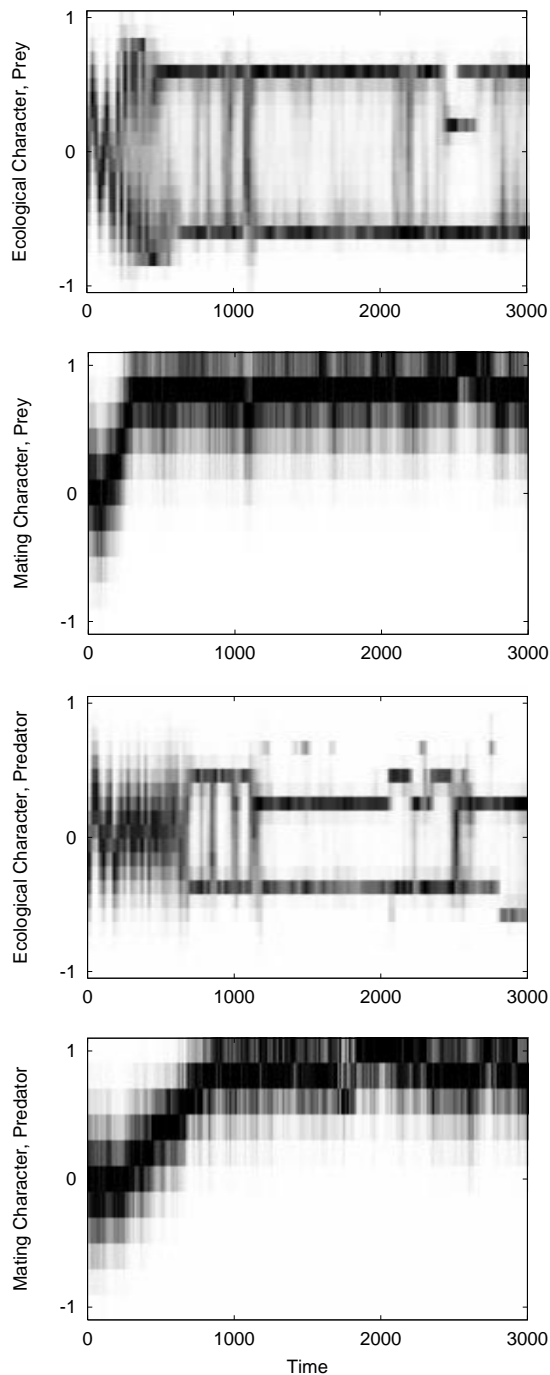 Ecological Character, Prey
1
0
-1
0 1000 2000 3000
Mating Character, Prey
1
0
-1
0 1000 2000 3000
Ecological Character, Predator
1
0
-1
0 1000 2000 3000
Mating Character, Predator
1
0
-1
0 1000 2000 3000
Time